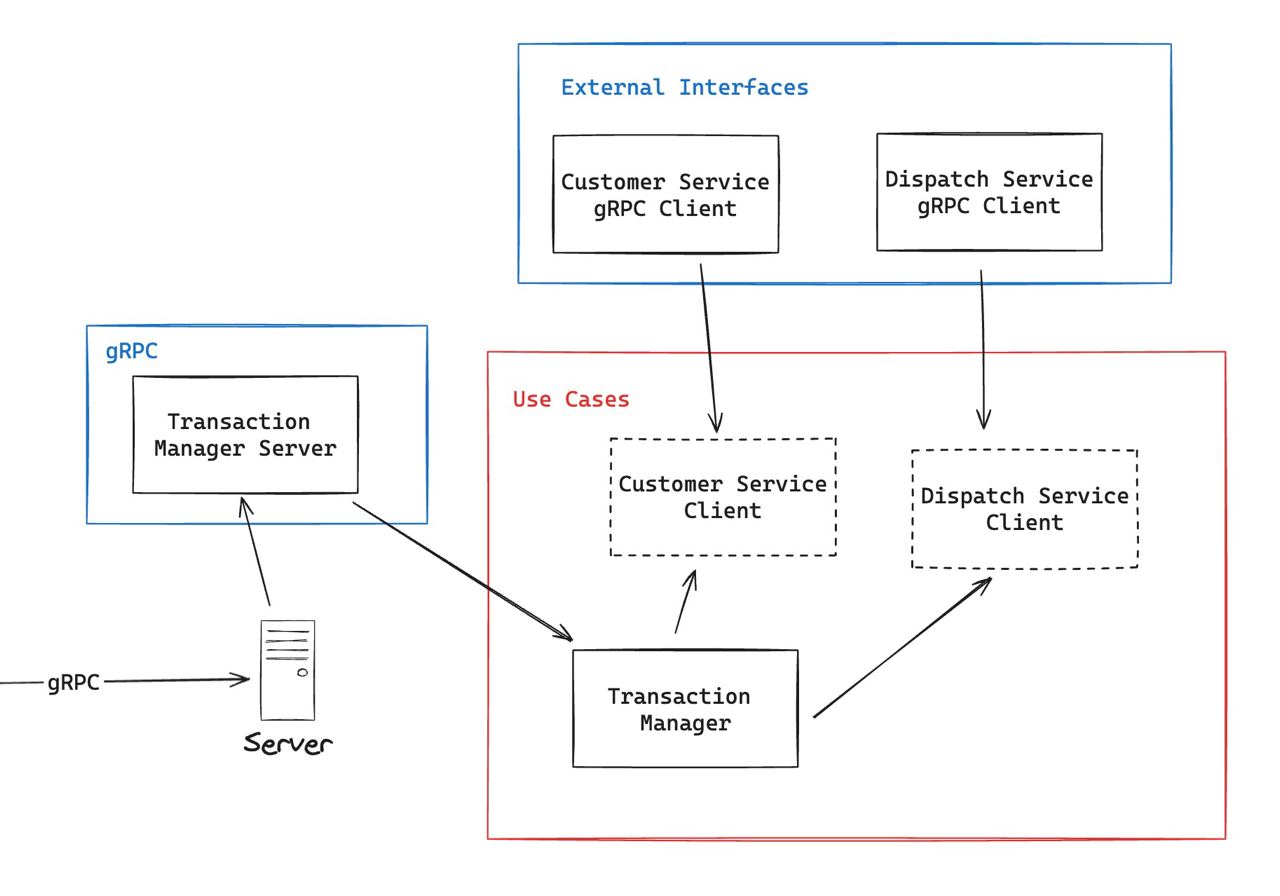 External Interfaces
Customer Service
gRPC Client
Dispatch Service
gRPC Client
gRPC
Transaction
Manager Server
Use Cases
Customer Service
Client
Dispatch Service
Client
gRPC
Server
Transaction
Manager